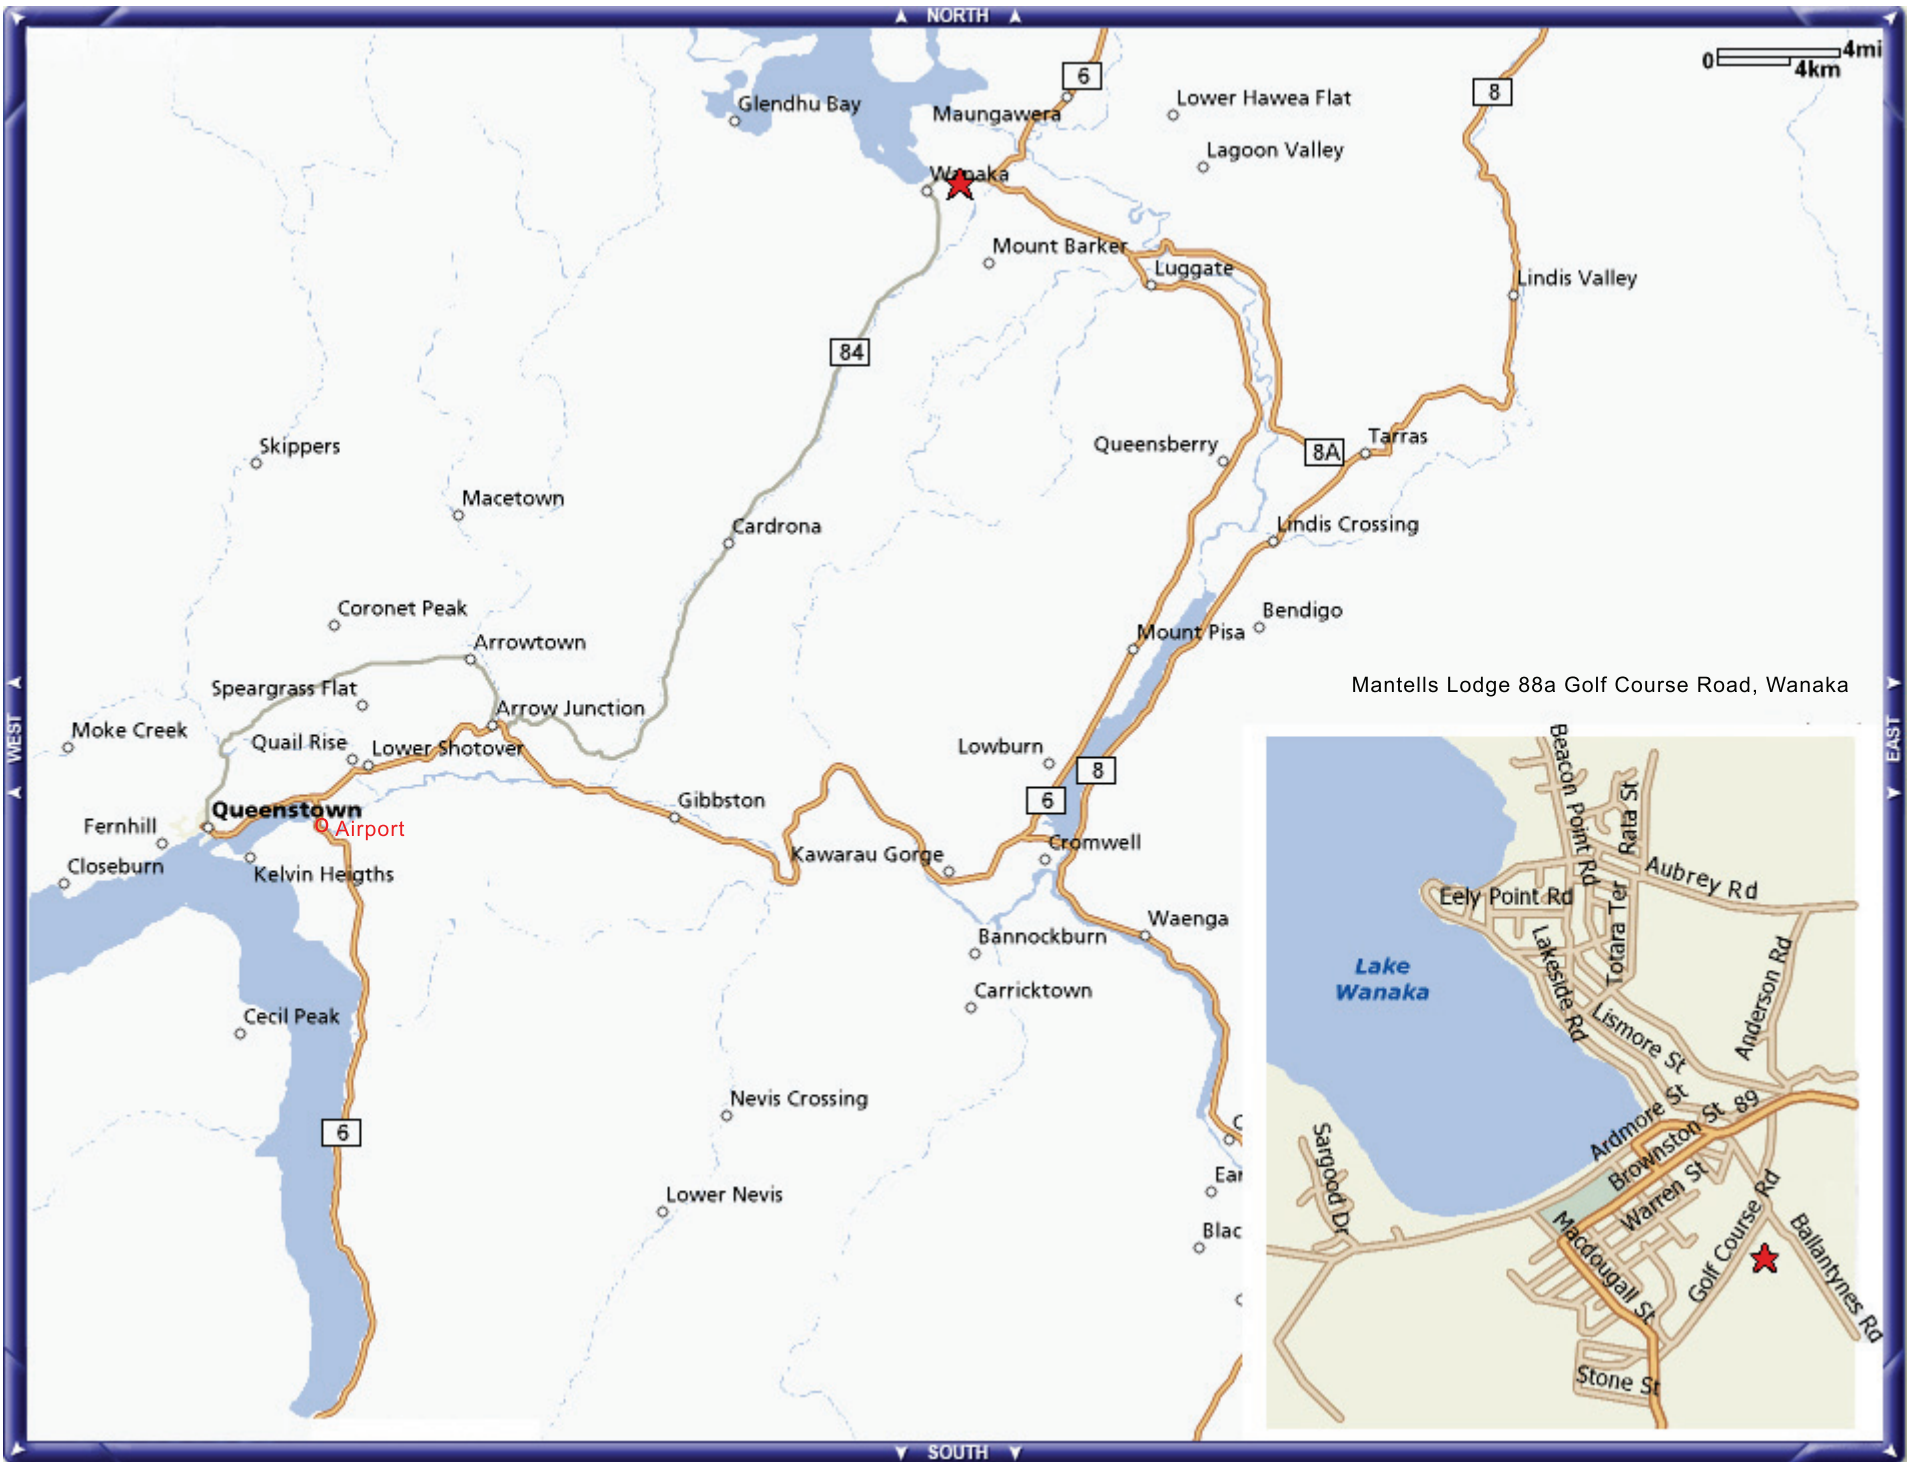 NORTH
0 4mi
4km
6
8
Glendhu Bay
Maungawera
Lower Hawea Flat
Lagoon Valley
Wanaka
Mount Barker
Luggate
Lindis Valley
84
Skippers
Queensberry
8A
Tarras
Macetown
Cardrona
Lindis Crossing
Coronet Peak
Bendigo
Arrowtown
Mount Pisa
Speargrass Flat
Arrow Junction
Mantells Lodge 88a Golf Course Road, Wanaka
WEST
EAST
Moke Creek
Quail Rise
Lower Shotover
Lowburn
8
6
Queenstown
Gibbston
Fernhill
Airport
Closeburn
Kelvin Heigths
Kawarau Gorge
Cromwell
Waenga
Bannockburn
Carricktown
Cecil Peak
Nevis Crossing
6
Lower Nevis
C
Ear
Blac
Beacon Point Rd
Rata St
Aubrey Rd
Eely Point Rd
Totara Ter
Lakeside Rd
Lake
Wanaka
Anderson Rd
Lismore St
Ardmore St
Brownston St
89
Sargood Dr
Warren St
Macdougall St
Golf Course Rd
Ballantynes Rd
Stone St
SOUTH